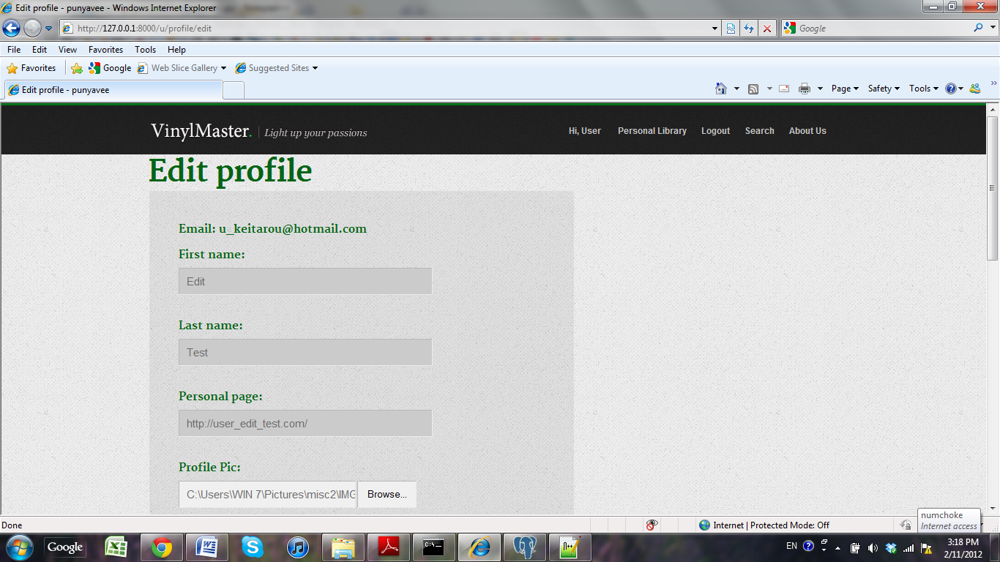 Edit profile - punyavee - Windows Internet Explorer
http://127.0.0.1:8000/u/profile/edit
Google
File Edit View Favorites Tools Help
Favorites Google Web Slice Gallery Suggested Sites
Edit profile - punyavee Page Safety Tools
VinylMaster. Light up your passions Hi, User Personal Library Logout Search About Us
Edit profile
Email: u_keitarou@hotmail.com
First name:
Edit
Last name:
Test
Personal page:
http://user_edit_test.com/
Profile Pic:
C:\Users\WIN 7\Pictures\misc2\IMG Browse...
numchoke
Internet access
Done Internet | Protected Mode: Off
Google EN 3:18 PM
2/11/2012